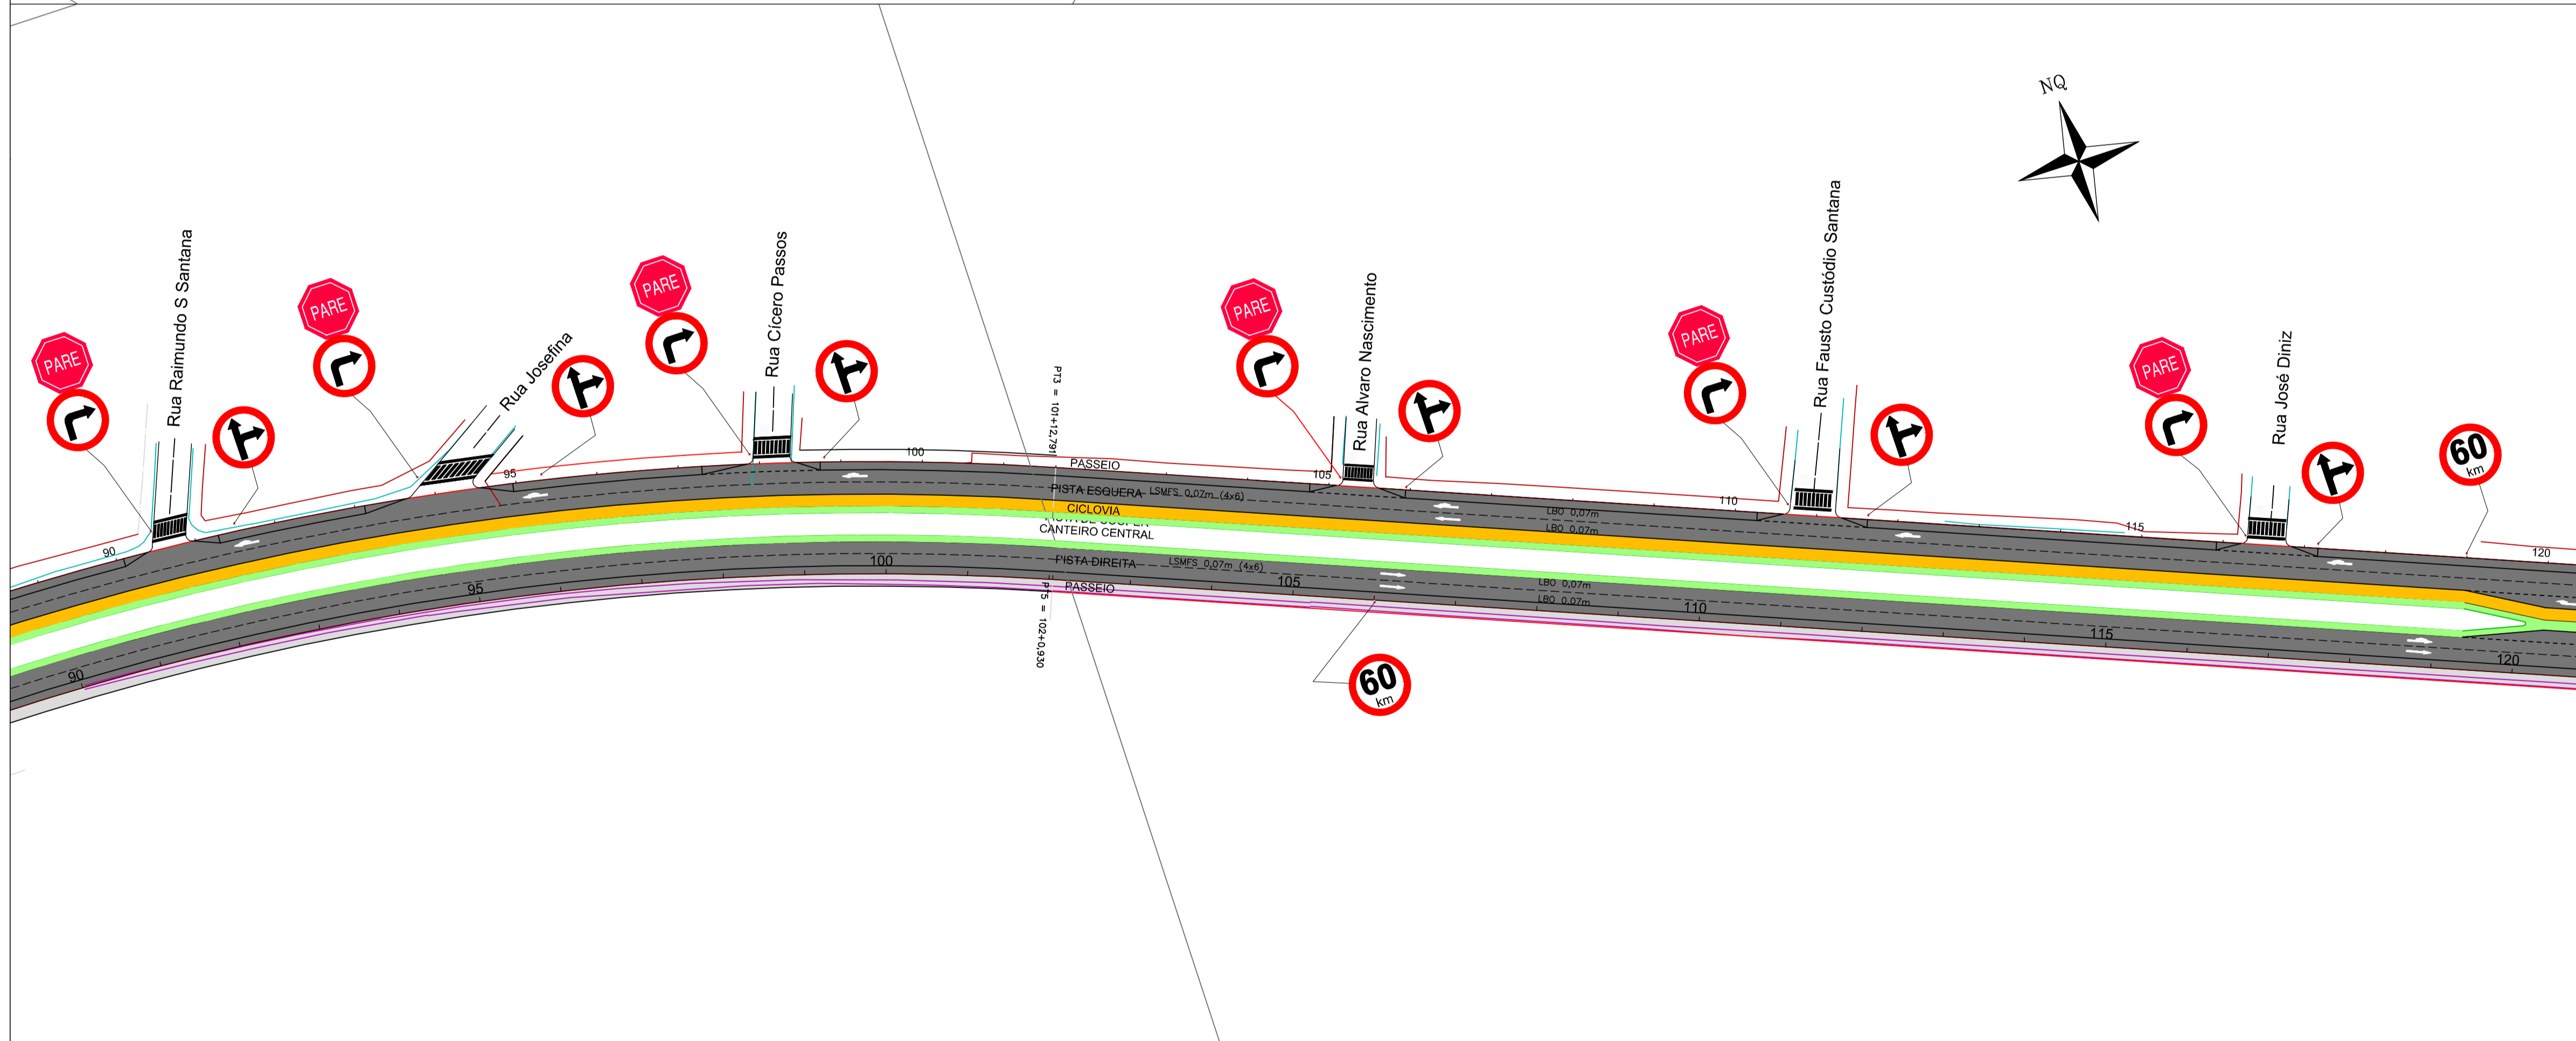 NQ
Rua Raimundo S Santana
Rua Josefina
Rua Cícero Passos
Rua Alvaro Nascimento
Rua Fausto Custódio Santana
Rua José Diniz
PARE
PARE
PARE
PARE
PARE
PARE
60
km
PT3 = 101+12,791
90
95
100
105
110
115
120
PASSEIO
PISTA ESQUERA
LSMFS 0,07m (4x6)
LBO 0,07m
LBO 0,07m
CICLOVIA
CANTEIRO CENTRAL
PISTA DIREITA
LSMFS 0,07m (4x6)
LBO 0,07m
LBO 0,07m
PASSEIO
90
95
100
105
110
115
120
= 102+0,930
60
km